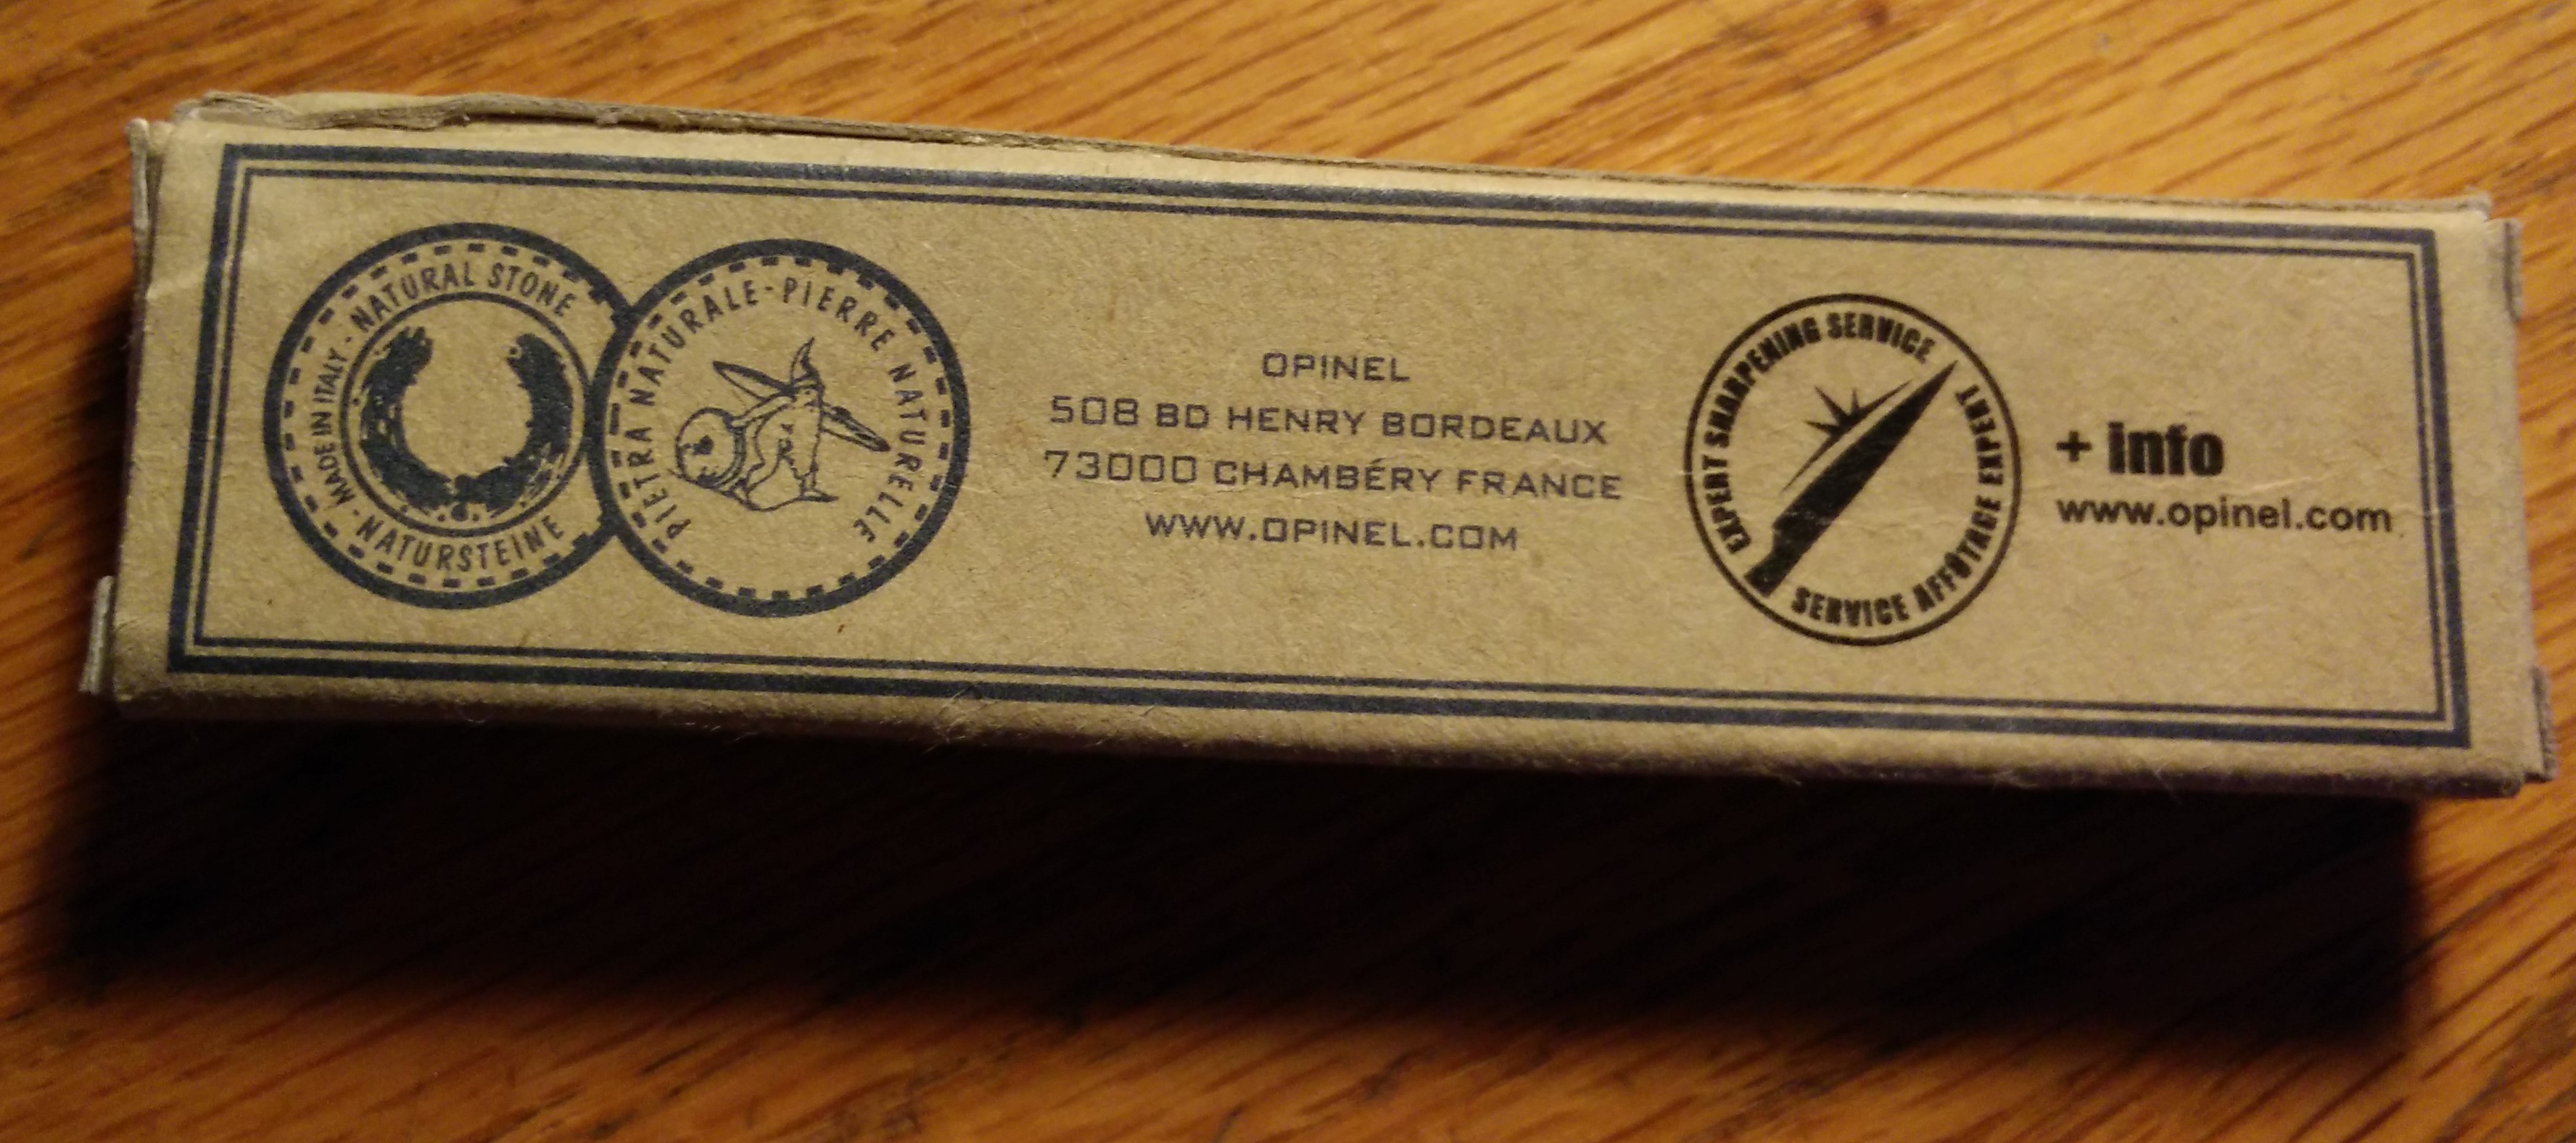 MADE IN ITALY - NATURAL STONE
- NATURSTEINE
PIETRA NATURALE - PIERRE NATURELLE
OPINEL
508 BD HENRY BORDEAUX
73000 CHAMBÉRY FRANCE
WWW.OPINEL.COM
EXPERT SHARPENING SERVICE
SERVICE AFFÛTAGE EXPERT
+ info
www.opinel.com